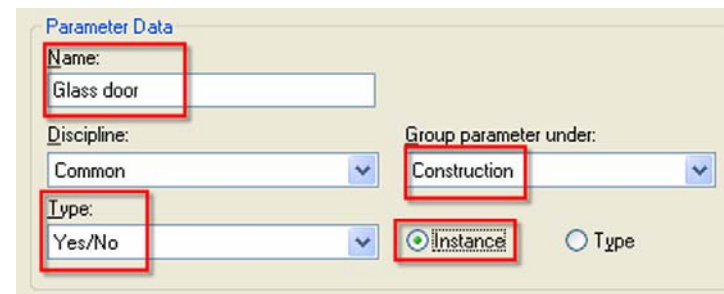 Parameter Data
Name:
Glass door
Discipline:
Group parameter under:
Common
Construction
Type:
Yes/No
Instance
Type